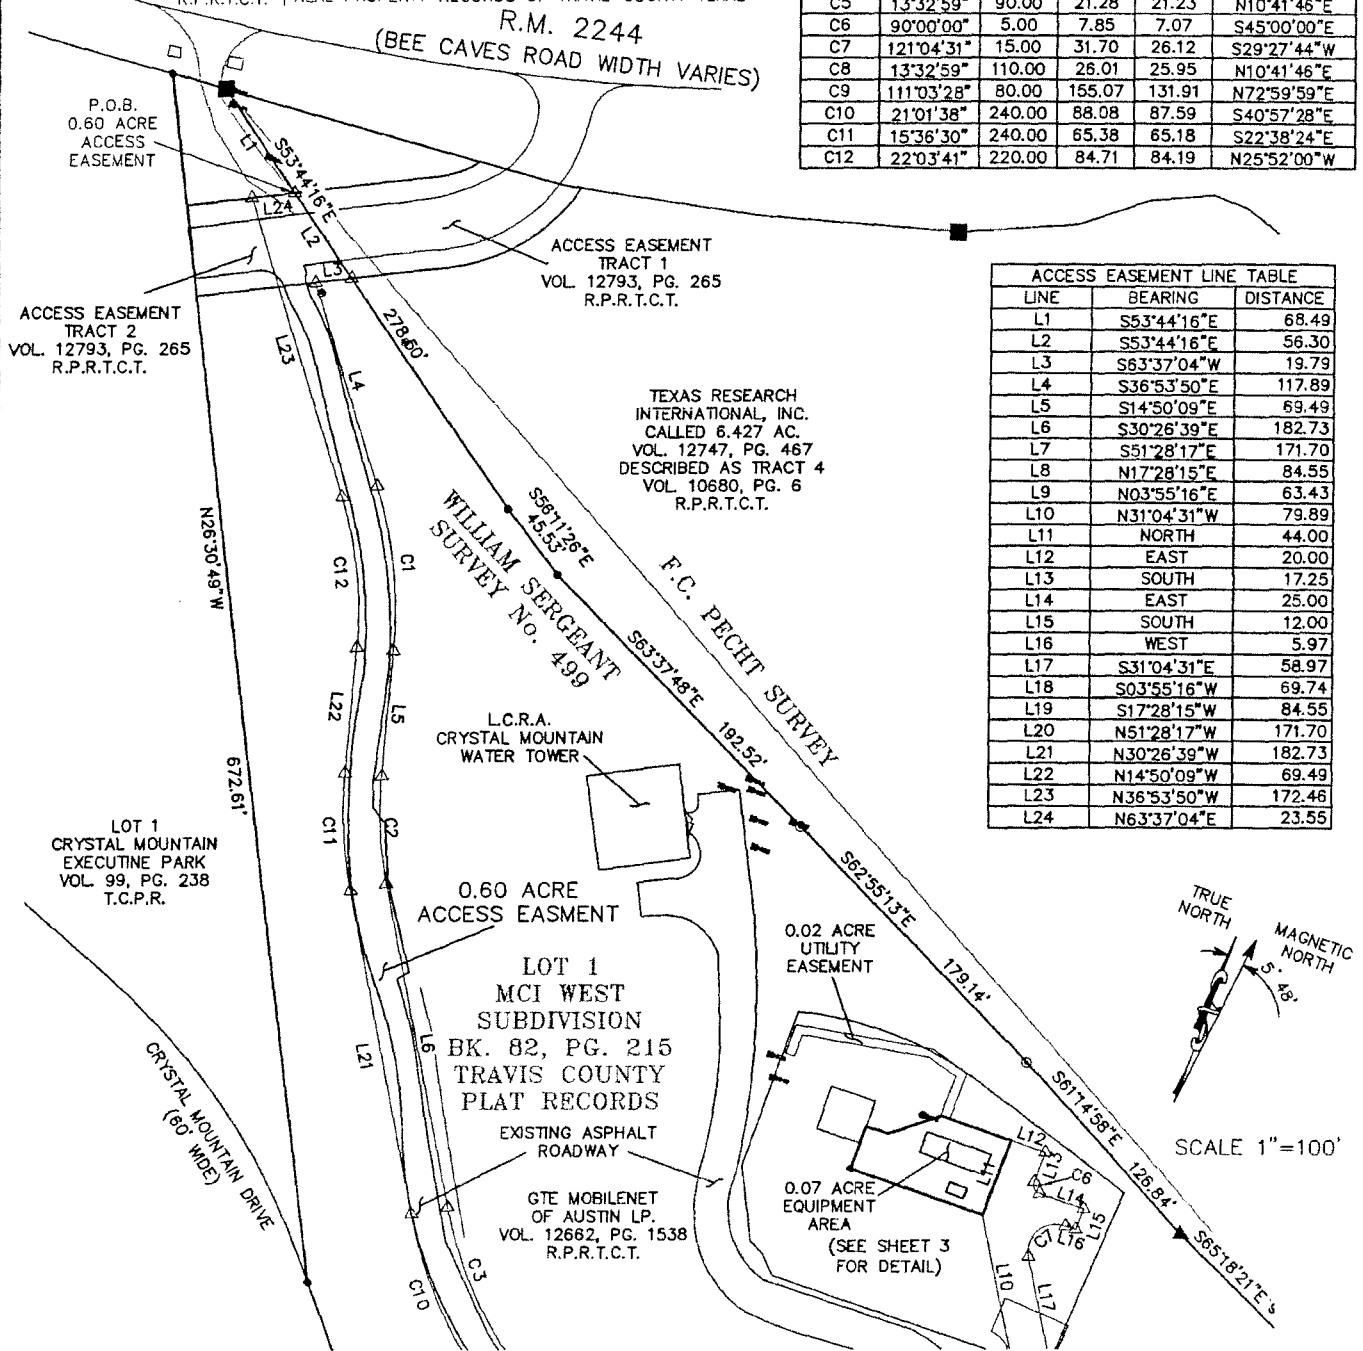 R.P.R.T.C.T. REAL PROPERTY RECORDS OF TRAVIS COUNTY TEXAS
R.M. 2244
(BEE CAVES ROAD WIDTH VARIES)
C5 13°32'59" 90.00 21.28 21.23 N10°41'46"E
C6 90°00'00" 5.00 7.85 7.07 S45°00'00"E
C7 121°04'31" 15.00 31.70 26.12 S29°27'44"W
C8 13°32'59" 110.00 26.01 25.95 N10°41'46"E
C9 111°03'28" 80.00 155.07 131.91 N72°59'59"E
C10 21°01'38" 240.00 88.08 87.59 S40°57'28"E
C11 15°36'30" 240.00 65.38 65.18 S22°38'24"E
C12 22°03'41" 220.00 84.71 84.19 N25°52'00"W
P.O.B.
0.60 ACRE
ACCESS
EASEMENT
L1
S53°44'16"E
L24
L2
L3
ACCESS EASEMENT
TRACT 1
VOL. 12793, PG. 265
R.P.R.T.C.T.
ACCESS EASEMENT
TRACT 2
VOL. 12793, PG. 265
R.P.R.T.C.T.
L23
278.60'
L4
ACCESS EASEMENT LINE TABLE
LINE BEARING DISTANCE
L1 S53°44'16"E 68.49
L2 S53°44'16"E 56.30
L3 S63°37'04"W 19.79
L4 S36°53'50"E 117.89
L5 S14°50'09"E 69.49
L6 S30°26'39"E 182.73
L7 S51°28'17"E 171.70
L8 N17°28'15"E 84.55
L9 N03°55'16"E 63.43
L10 N31°04'31"W 79.89
L11 NORTH 44.00
L12 EAST 20.00
L13 SOUTH 17.25
L14 EAST 25.00
L15 SOUTH 12.00
L16 WEST 5.97
L17 S31°04'31"E 58.97
L18 S03°55'16"W 69.74
L19 S17°28'15"W 84.55
L20 N51°28'17"W 171.70
L21 N30°26'39"W 182.73
L22 N14°50'09"W 69.49
L23 N36°53'50"W 172.46
L24 N63°37'04"E 23.55
TEXAS RESEARCH
INTERNATIONAL, INC.
CALLED 6.427 AC.
VOL. 12747, PG. 467
DESCRIBED AS TRACT 4
VOL. 10680, PG. 6
R.P.R.T.C.T.
N26°30'49"W
672.61'
S56°11'26"E
45.53'
WILLIAM SERGEANT
SURVEY No. 499
F.C. PECHT SURVEY
C12
C1
S63°37'48"E
192.52'
L22
L5
L.C.R.A.
CRYSTAL MOUNTAIN
WATER TOWER
LOT 1
CRYSTAL MOUNTAIN
EXECUTINE PARK
VOL. 99, PG. 238
T.C.P.R.
C11
C2
0.60 ACRE
ACCESS EASMENT
S62°55'13"E
179.14'
0.02 ACRE
UTILITY
EASEMENT
TRUE
NORTH
MAGNETIC
NORTH
5° 48'
LOT 1
MCI WEST
SUBDIVISION
BK. 82, PG. 215
TRAVIS COUNTY
PLAT RECORDS
L21
L6
CRYSTAL MOUNTAIN DRIVE
(60' WIDE)
EXISTING ASPHALT
ROADWAY
GTE MOBILENET
OF AUSTIN LP.
VOL. 12662, PG. 1538
R.P.R.T.C.T.
S61°14'58"E
126.84'
SCALE 1"=100'
L12
L13
L11
C6
L14
L15
L16
C7
0.07 ACRE
EQUIPMENT
AREA
(SEE SHEET 3
FOR DETAIL)
L10
L17
S65°18'21"E
C10
C3